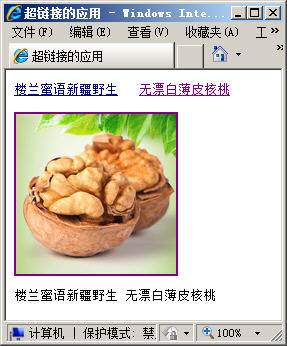 超链接的应用 - Windows Inte...
文件(F) 编辑(E) 查看(V) 收藏夹(A) 工 »
超链接的应用 »
楼兰蜜语新疆野生 无漂白薄皮核桃
楼兰蜜语新疆野生 无漂白薄皮核桃
计算机 | 保护模式: 禁 100%